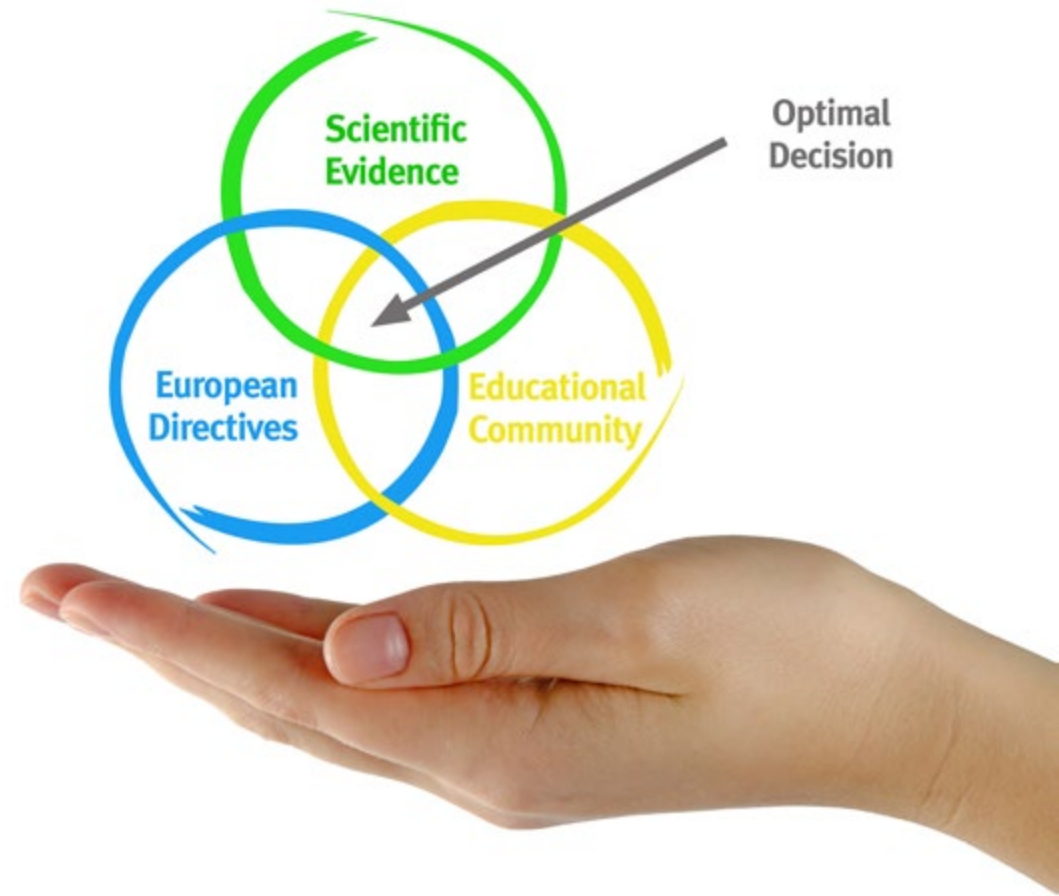 Scientific
Evidence
Optimal
Decision
European
Directives
Educational
Community